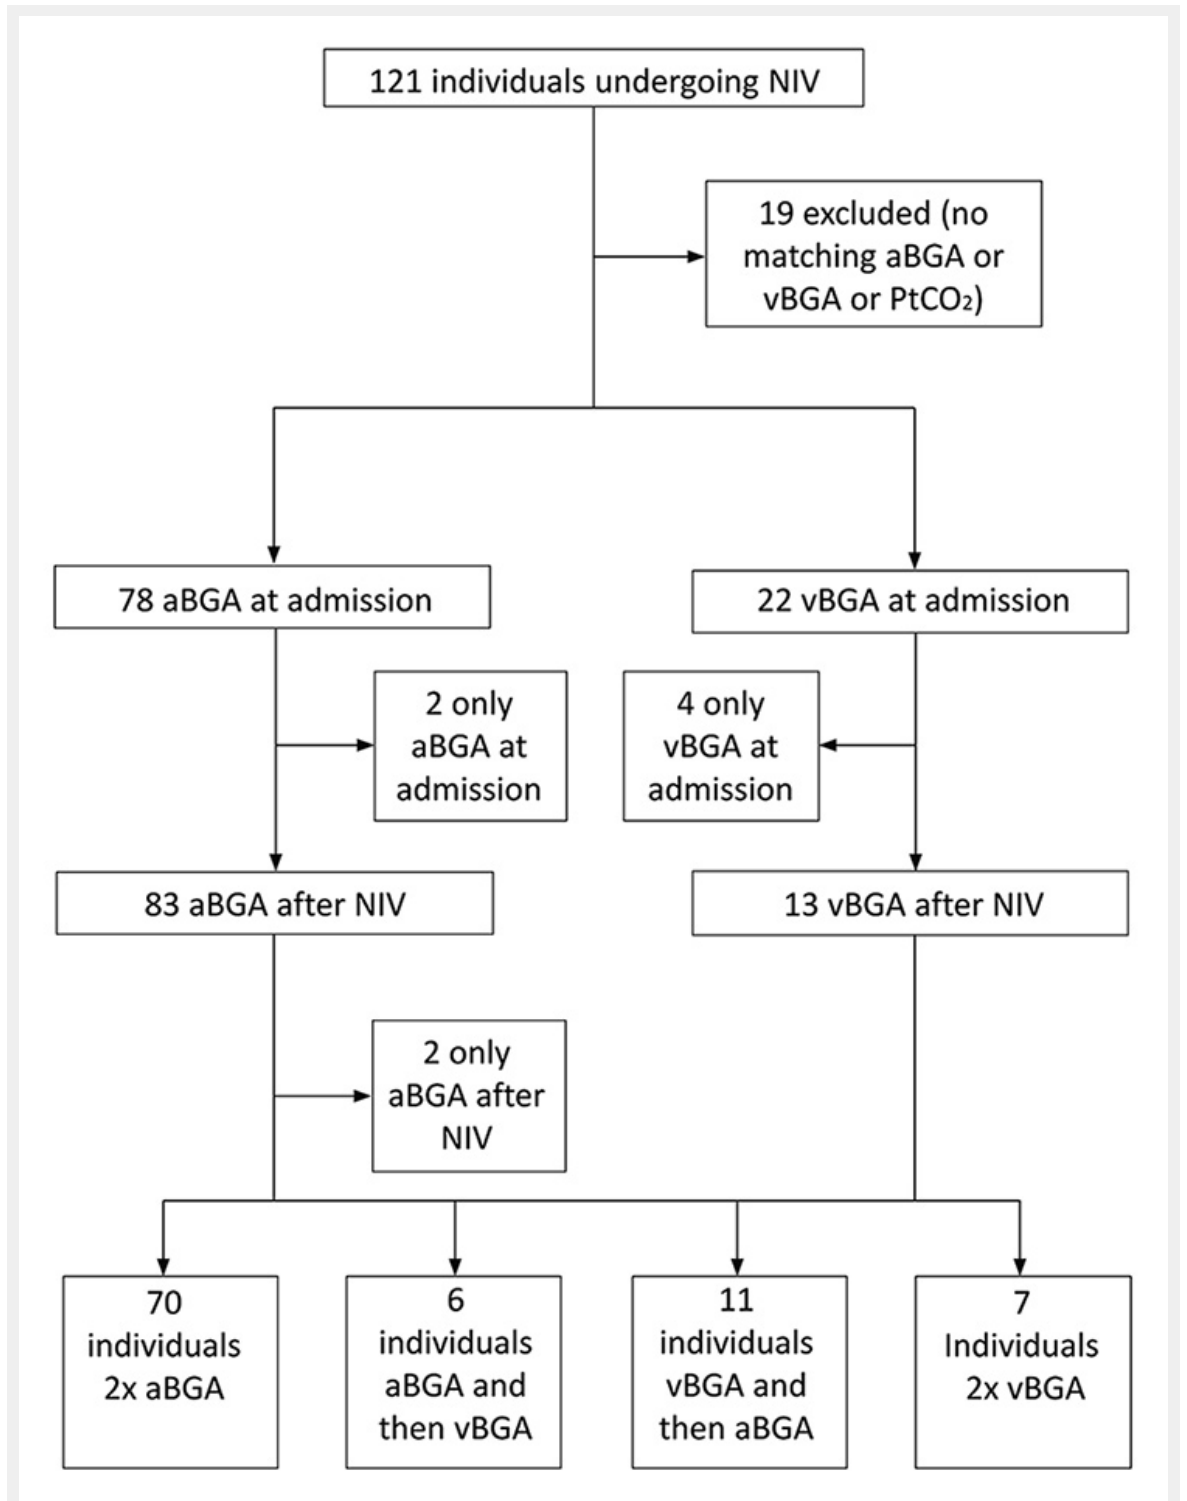 121 individuals undergoing NIV
19 excluded (no
matching aBGA or
vBGA or PtCO₂)
78 aBGA at admission
22 vBGA at admission
2 only
aBGA at
admission
4 only
vBGA at
admission
83 aBGA after NIV
13 vBGA after NIV
2 only
aBGA after
NIV
70
individuals
2x aBGA
6
individuals
aBGA and
then vBGA
11
individuals
vBGA and
then aBGA
7
Individuals
2x vBGA